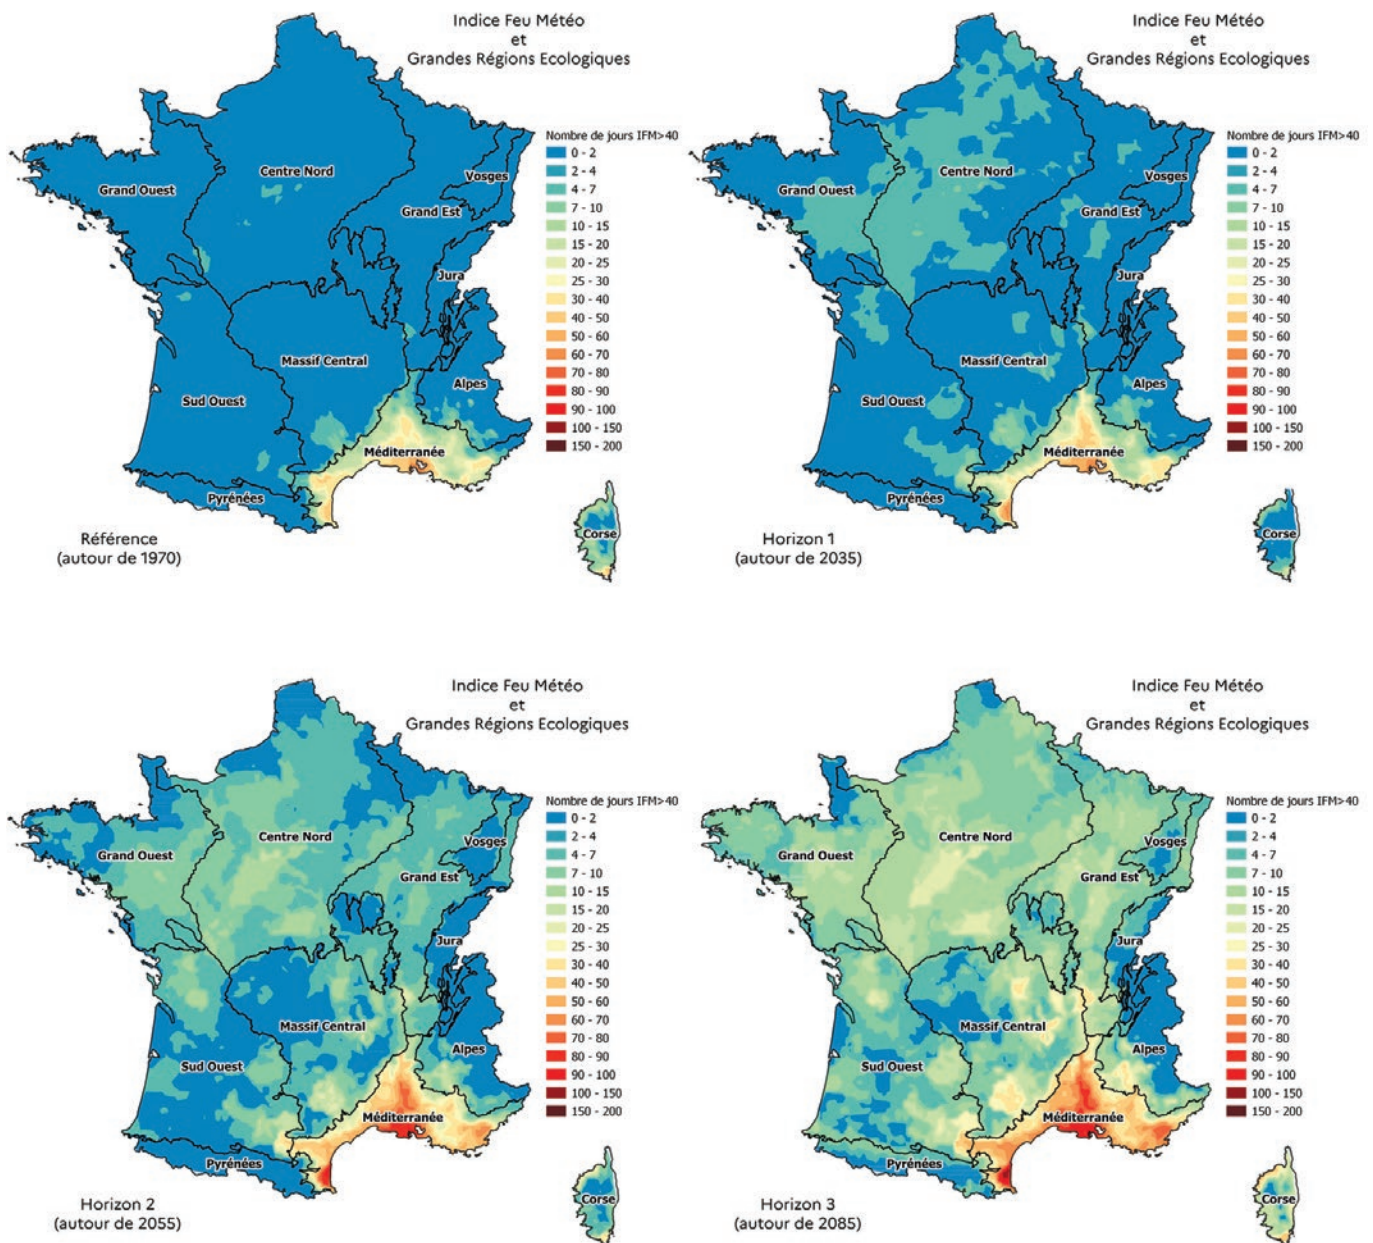 Indice Feu Météo
et
Grandes Régions Ecologiques
Nombre de jours IFM>40
0 - 2
2 - 4
4 - 7
7 - 10
10 - 15
15 - 20
20 - 25
25 - 30
30 - 40
40 - 50
50 - 60
60 - 70
70 - 80
80 - 90
90 - 100
100 - 150
150 - 200
Centre Nord
Grand Ouest
Vosges
Grand Est
Jura
Massif Central
Alpes
Sud Ouest
Méditerranée
Pyrénées
Corse
Référence
(autour de 1970)
Indice Feu Météo
et
Grandes Régions Ecologiques
Nombre de jours IFM>40
0 - 2
2 - 4
4 - 7
7 - 10
10 - 15
15 - 20
20 - 25
25 - 30
30 - 40
40 - 50
50 - 60
60 - 70
70 - 80
80 - 90
90 - 100
100 - 150
150 - 200
Centre Nord
Grand Ouest
Vosges
Grand Est
Jura
Massif Central
Alpes
Sud Ouest
Méditerranée
Pyrénées
Corse
Horizon 1
(autour de 2035)
Indice Feu Météo
et
Grandes Régions Ecologiques
Nombre de jours IFM>40
0 - 2
2 - 4
4 - 7
7 - 10
10 - 15
15 - 20
20 - 25
25 - 30
30 - 40
40 - 50
50 - 60
60 - 70
70 - 80
80 - 90
90 - 100
100 - 150
150 - 200
Centre Nord
Grand Ouest
Vosges
Grand Est
Jura
Massif Central
Alpes
Sud Ouest
Méditerranée
Pyrénées
Corse
Horizon 2
(autour de 2055)
Indice Feu Météo
et
Grandes Régions Ecologiques
Nombre de jours IFM>40
0 - 2
2 - 4
4 - 7
7 - 10
10 - 15
15 - 20
20 - 25
25 - 30
30 - 40
40 - 50
50 - 60
60 - 70
70 - 80
80 - 90
90 - 100
100 - 150
150 - 200
Centre Nord
Grand Ouest
Vosges
Grand Est
Jura
Massif Central
Alpes
Sud Ouest
Méditerranée
Pyrénées
Corse
Horizon 3
(autour de 2085)